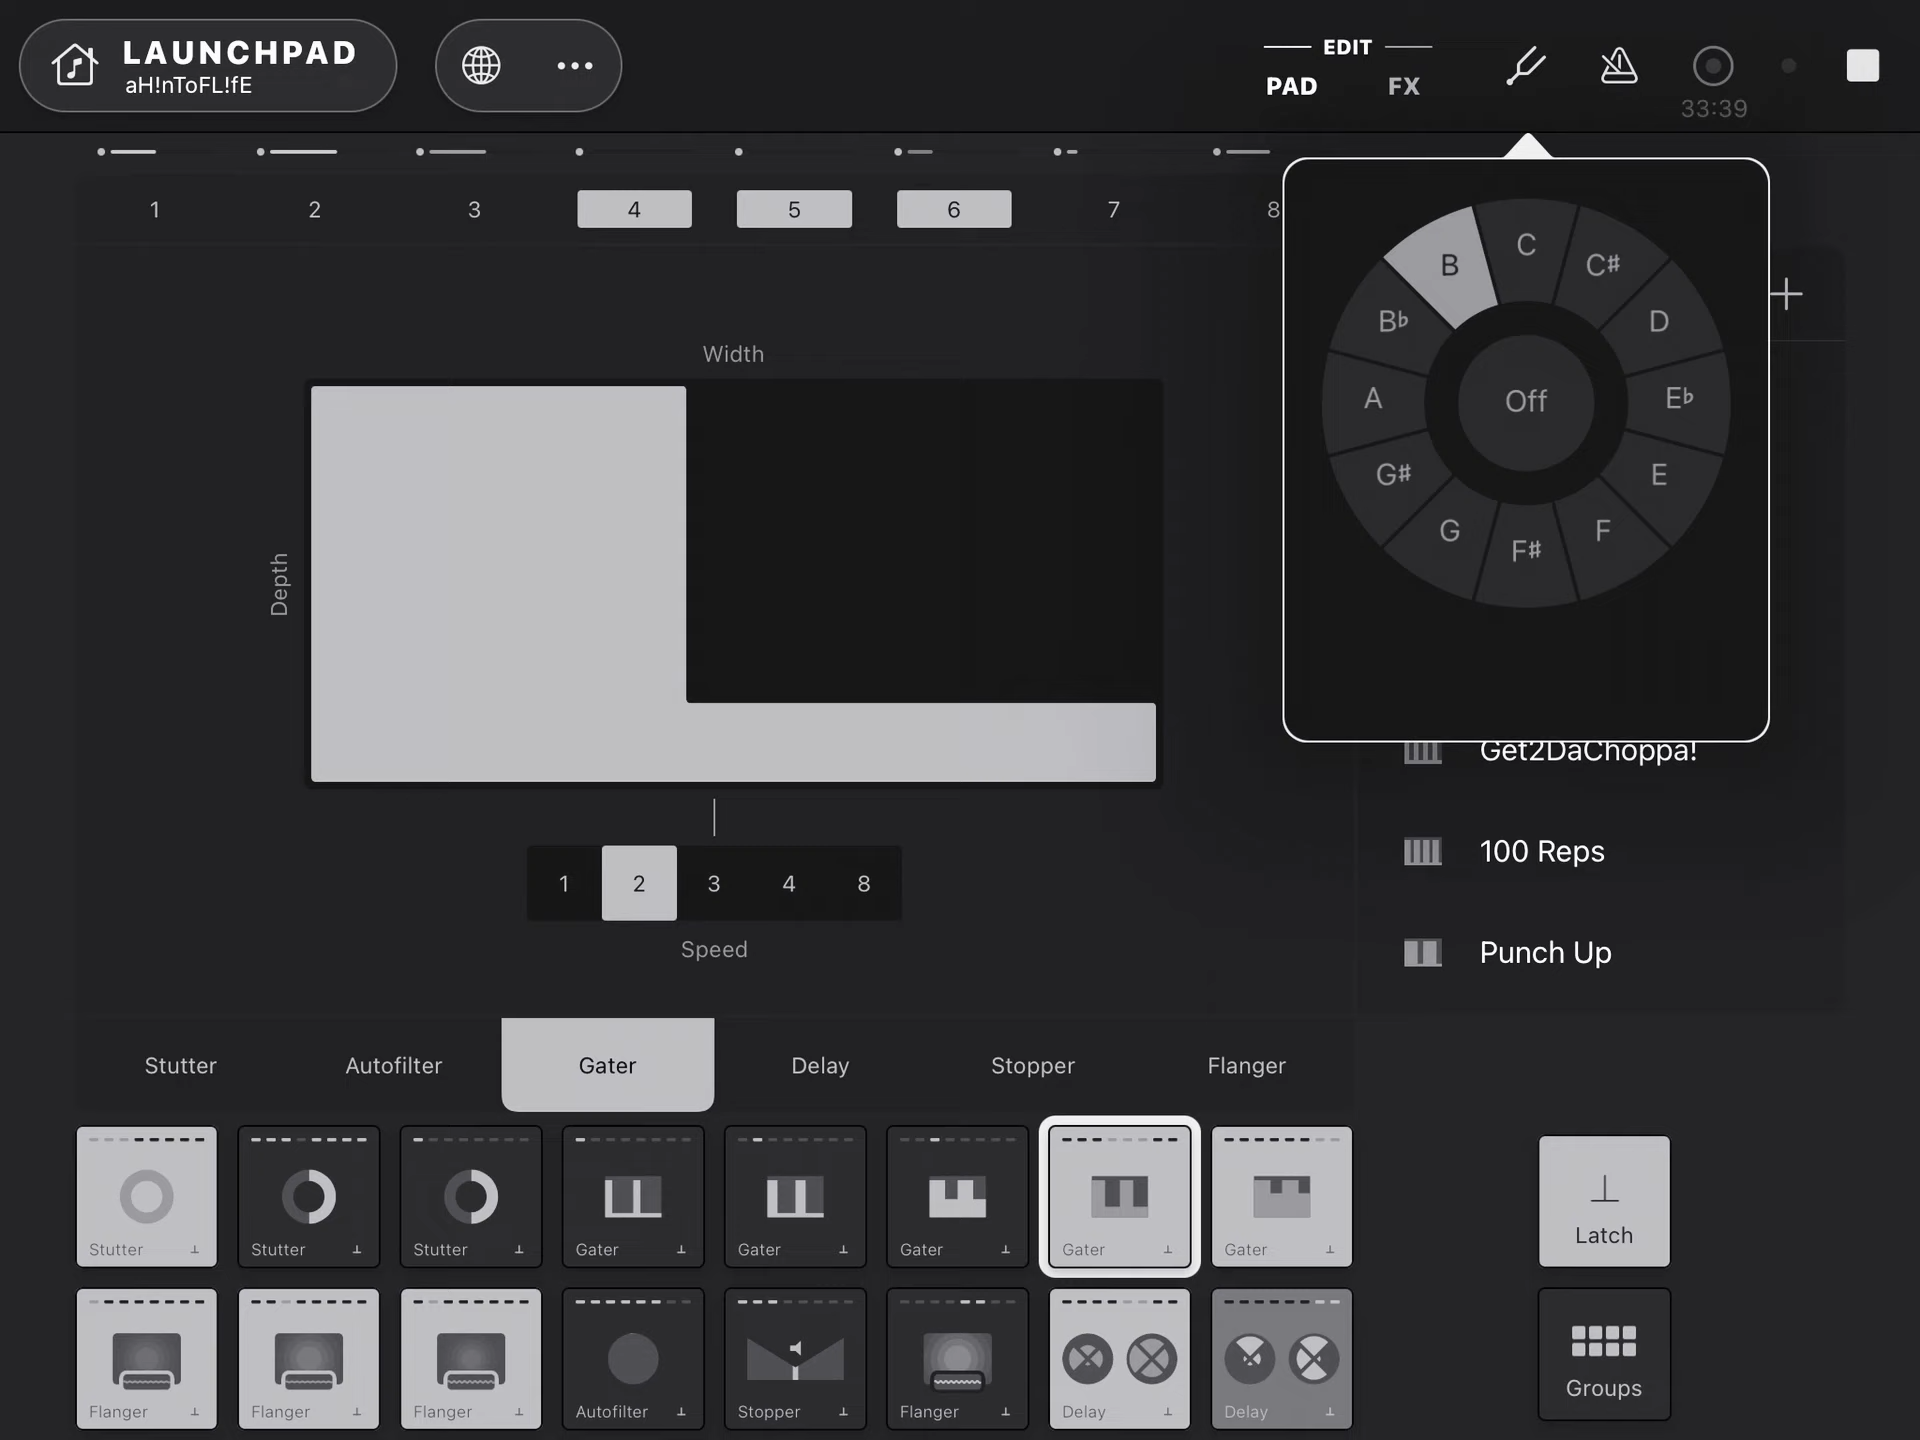 LAUNCHPAD
aH!nToFL!fE
EDIT
PAD FX
33:39
1 2 3 4 5 6 7 8
C
B C♯
B♭ D
A Off E♭
G♯ E
G F
F♯
Width
Depth
Get2DaChoppa!
100 Reps
Punch Up
1 2 3 4 8
Speed
Stutter Autofilter Gater Delay Stopper Flanger
Stutter Stutter Stutter Gater Gater Gater Gater Gater
Latch
Flanger Flanger Flanger Autofilter Stopper Flanger Delay Delay
Groups